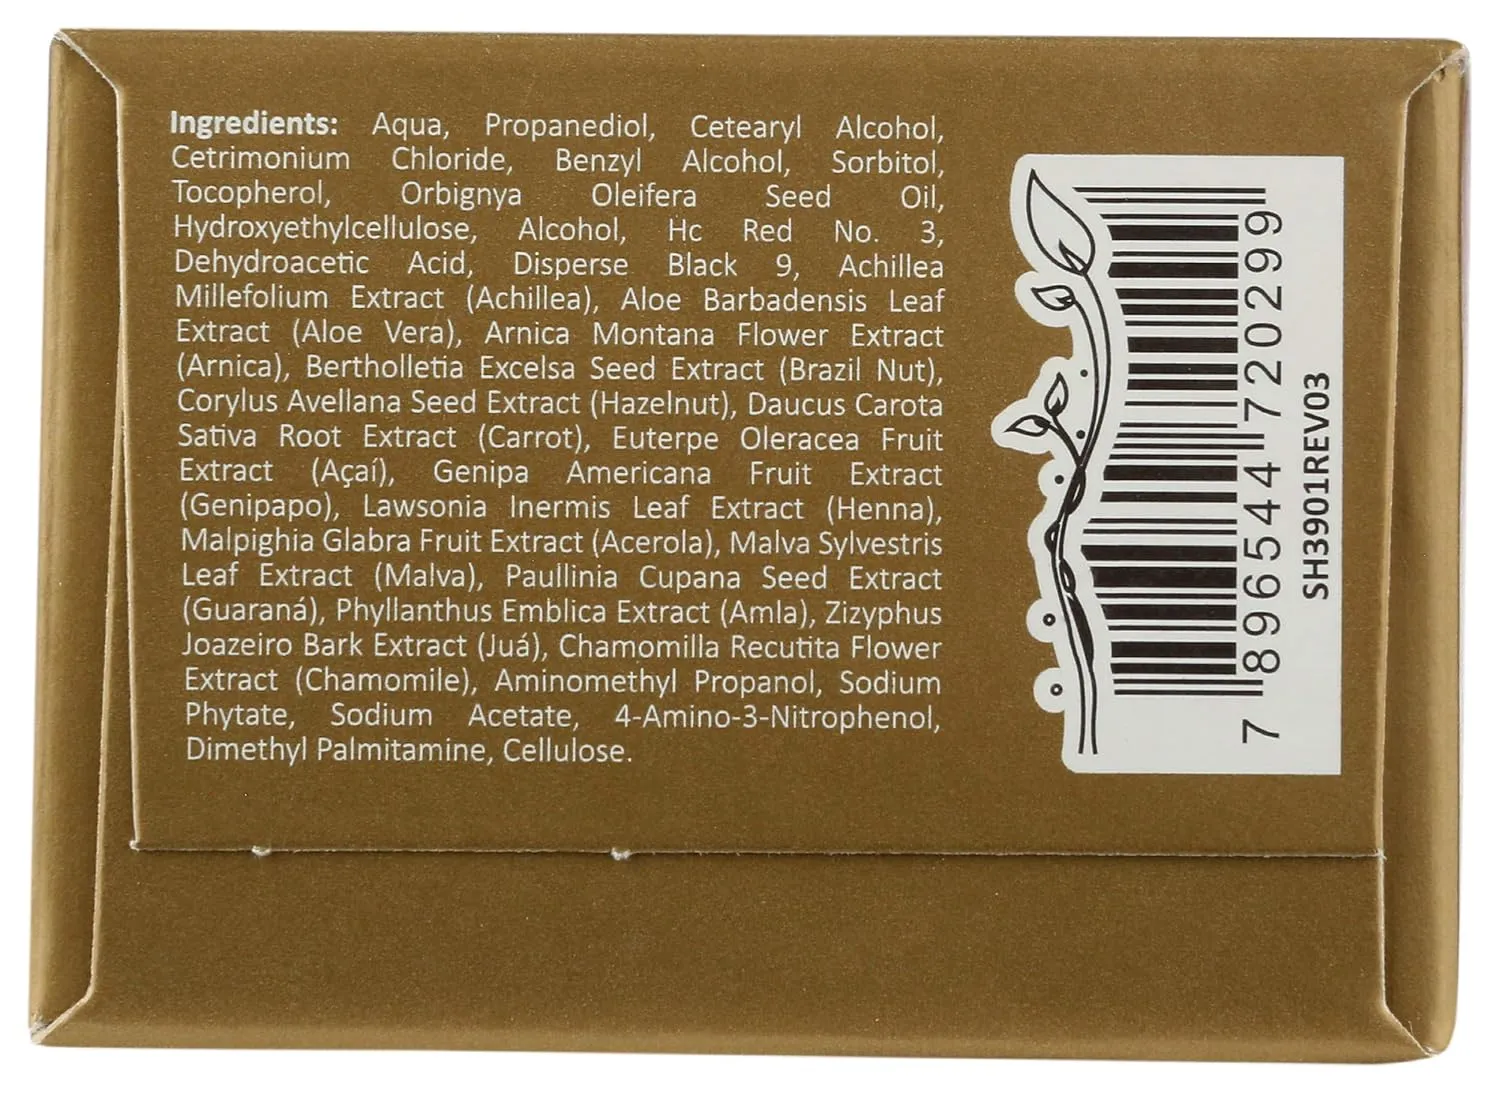 Ingredients: Aqua, Propanediol, Cetearyl Alcohol,
Cetrimonium Chloride, Benzyl Alcohol, Sorbitol,
Tocopherol, Orbignya Oleifera Seed Oil,
Hydroxyethylcellulose, Alcohol, Hc Red No. 3,
Dehydroacetic Acid, Disperse Black 9, Achillea
Millefolium Extract (Achillea), Aloe Barbadensis Leaf
Extract (Aloe Vera), Arnica Montana Flower Extract
(Arnica), Bertholletia Excelsa Seed Extract (Brazil Nut),
Corylus Avellana Seed Extract (Hazelnut), Daucus Carota
Sativa Root Extract (Carrot), Euterpe Oleracea Fruit
Extract (Açaí), Genipa Americana Fruit Extract
(Genipapo), Lawsonia Inermis Leaf Extract (Henna),
Malpighia Glabra Fruit Extract (Acerola), Malva Sylvestris
Leaf Extract (Malva), Paullinia Cupana Seed Extract
(Guaraná), Phyllanthus Emblica Extract (Amla), Zizyphus
Joazeiro Bark Extract (Juá), Chamomilla Recutita Flower
Extract (Chamomile), Aminomethyl Propanol, Sodium
Phytate, Sodium Acetate, 4-Amino-3-Nitrophenol,
Dimethyl Palmitamine, Cellulose.
7 896544 720299
SH3901REV03